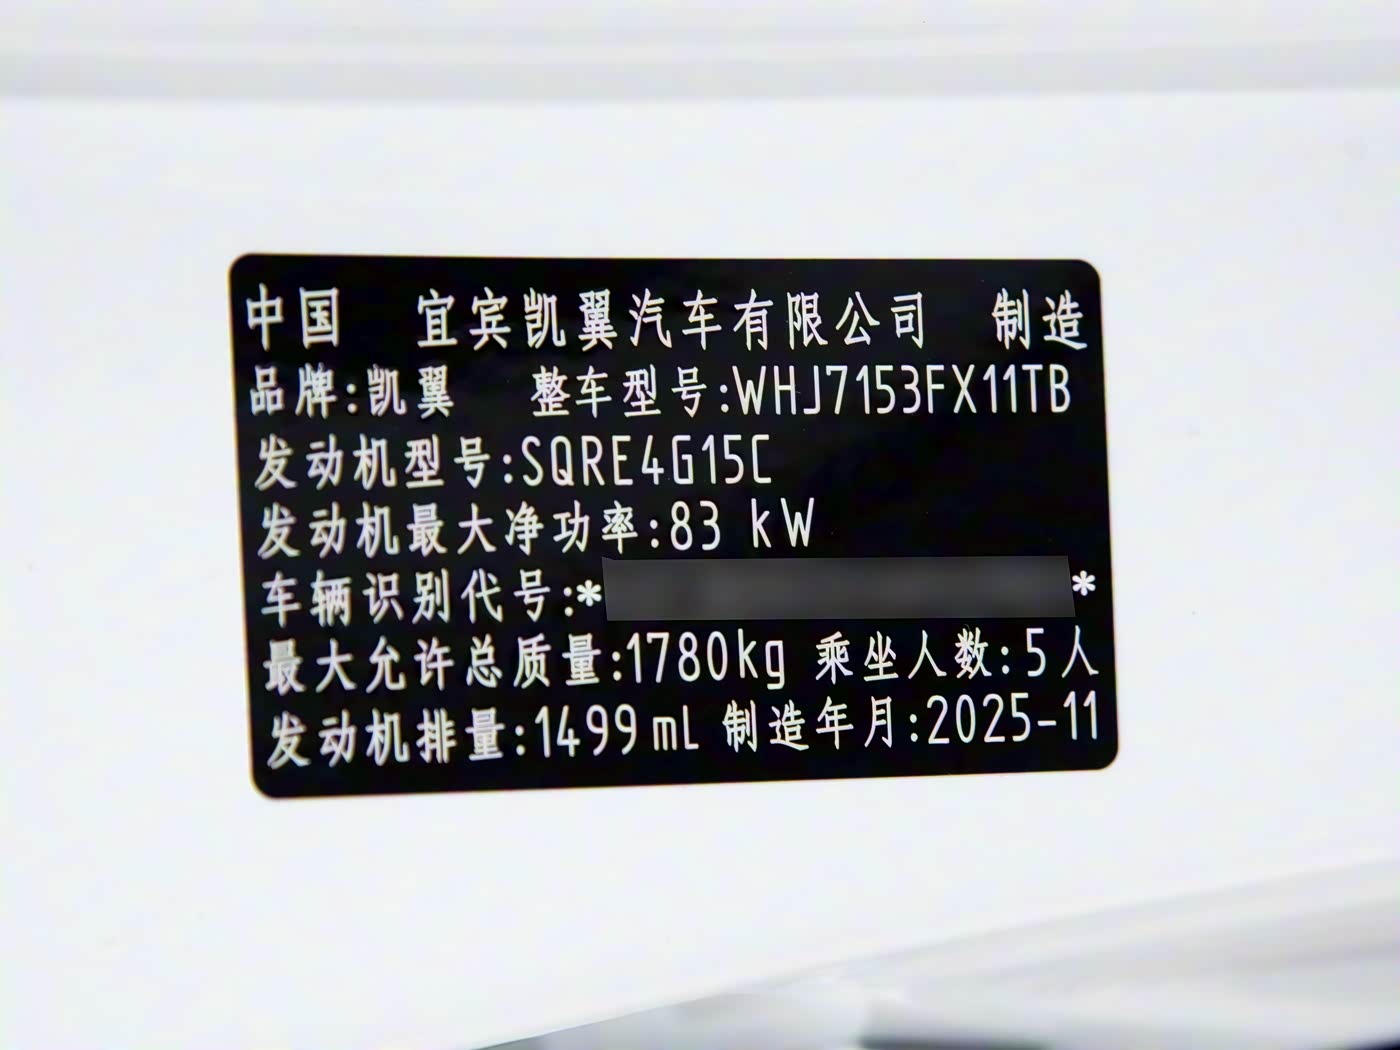 中国 宜宾凯翼汽车有限公司 制造
品牌:凯翼 整车型号:WHJ7153FX11TB
发动机型号:SQRE4G15C
发动机最大净功率:83 kW
车辆识别代号:* *
最大允许总质量:1780kg 乘坐人数:5人
发动机排量:1499mL 制造年月:2025-11